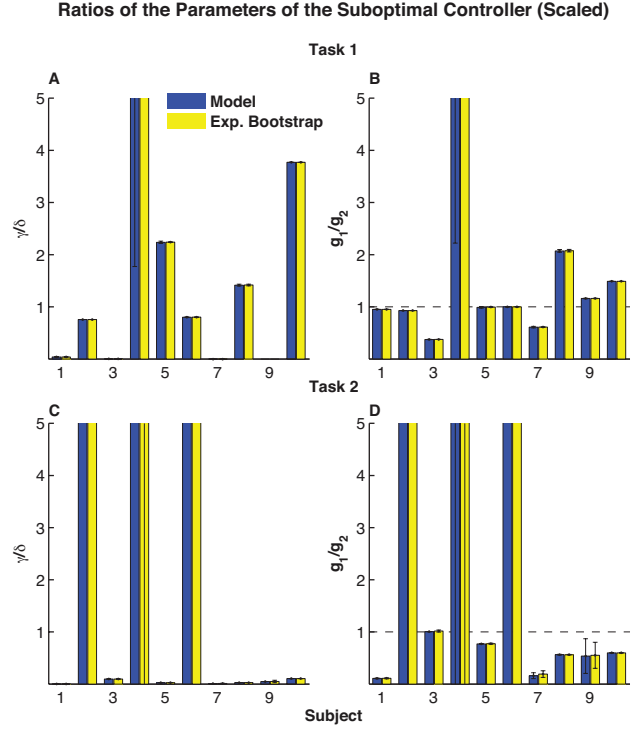 Ratios of the Parameters of the Suboptimal Controller (Scaled)
Task 1
A
B
Model
Exp. Bootstrap
5
4
3
2
1
γ/δ
1 3 5 7 9
5
4
3
2
1
g1/g2
1 3 5 7 9
Task 2
C
D
5
4
3
2
1
γ/δ
1 3 5 7 9
5
4
3
2
1
g1/g2
1 3 5 7 9
Subject